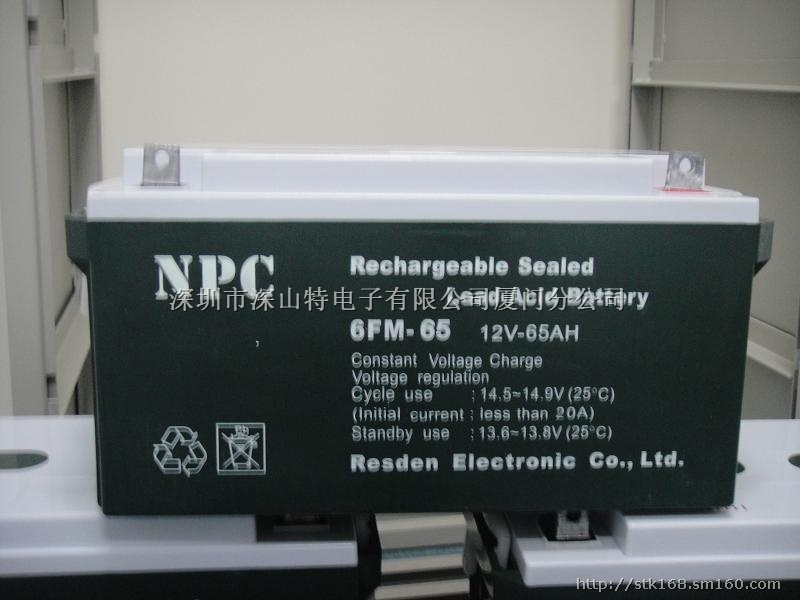 NPC
Rechargeable Sealed
Lead Acid Battery
深圳市深山特电子有限公司厦门分公司
6FM-65 12V-65AH
Constant Voltage Charge
Voltage regulation
Cycle use : 14.5~14.9V (25°C)
(Initial current : less than 20A)
Standby use : 13.6~13.8V (25°C)
Resden Electronic Co., Ltd.
http://stk168.sm160.com/